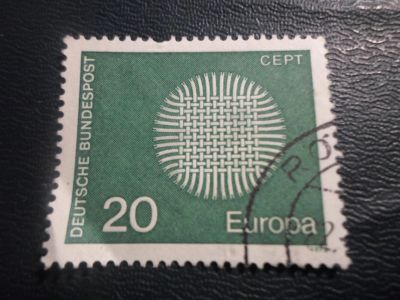 DEUTSCHE BUNDESPOST
CEPT
20
Europa